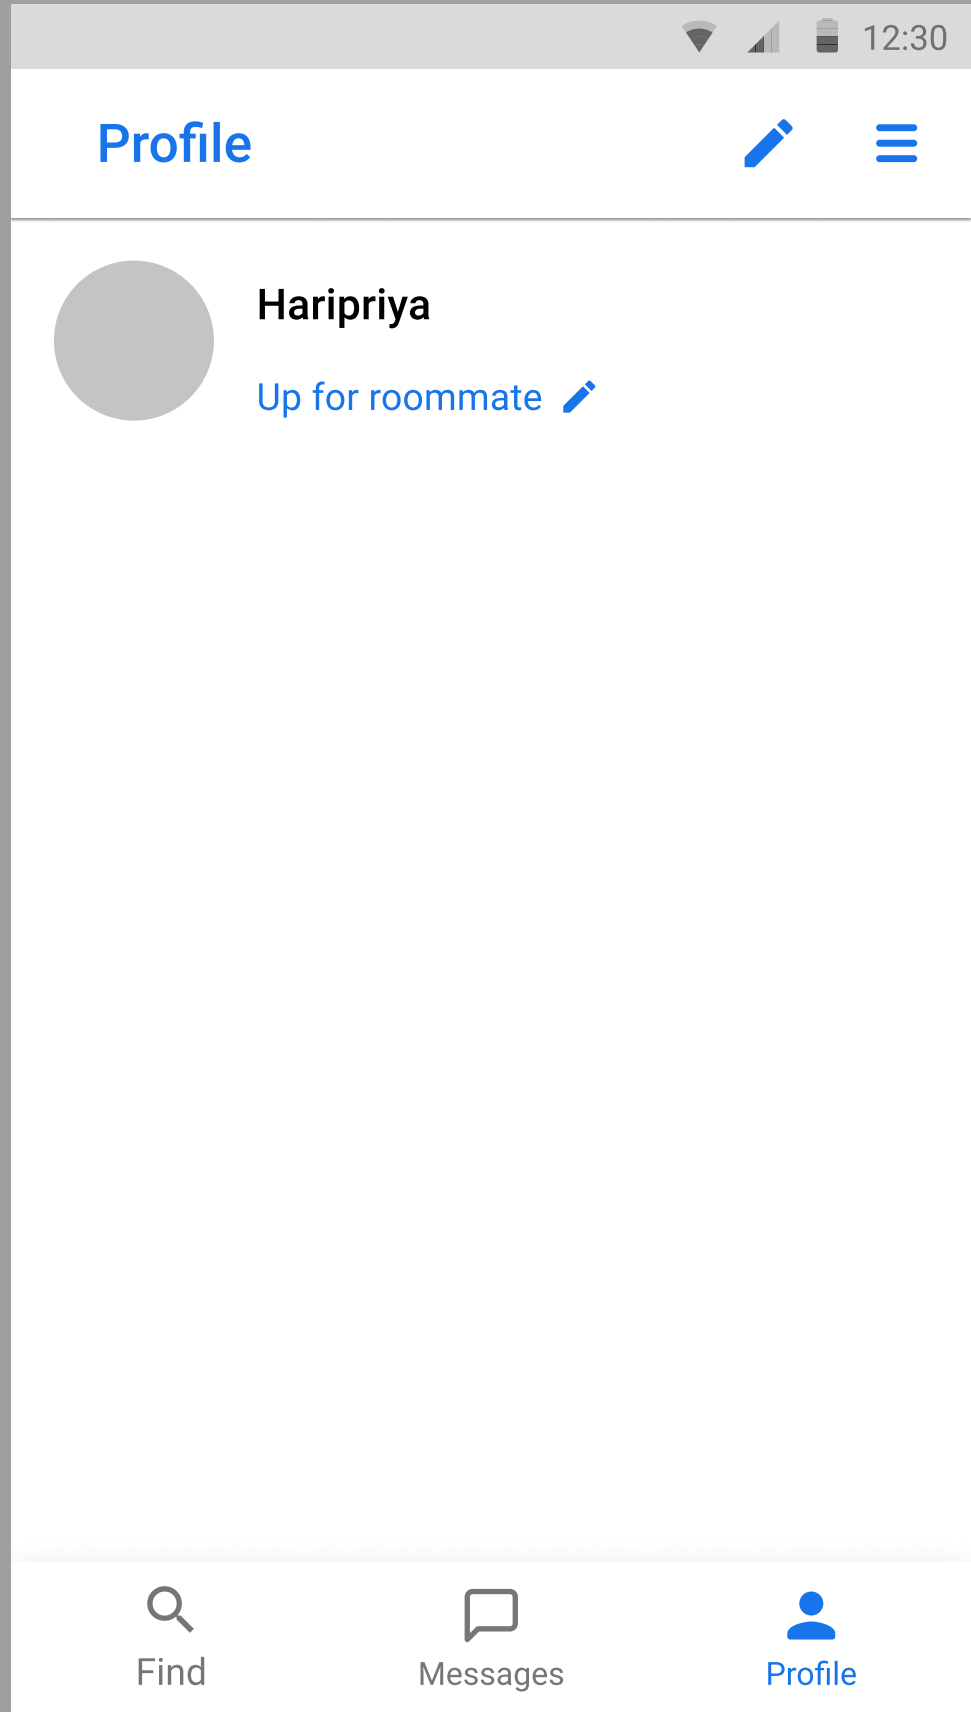 12:30
Profile
Haripriya
Up for roommate
Find
Messages
Profile